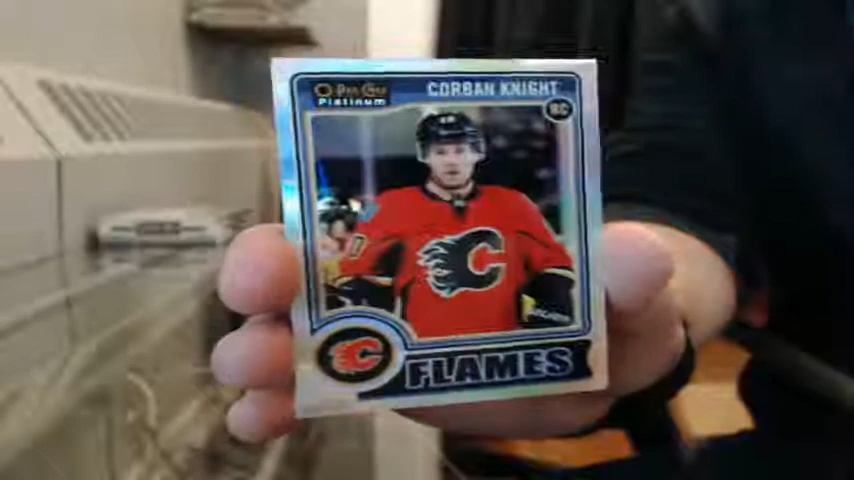 O-Pee-Chee
Platinum
CORBAN KNIGHT
RC
C
C
FLAMES